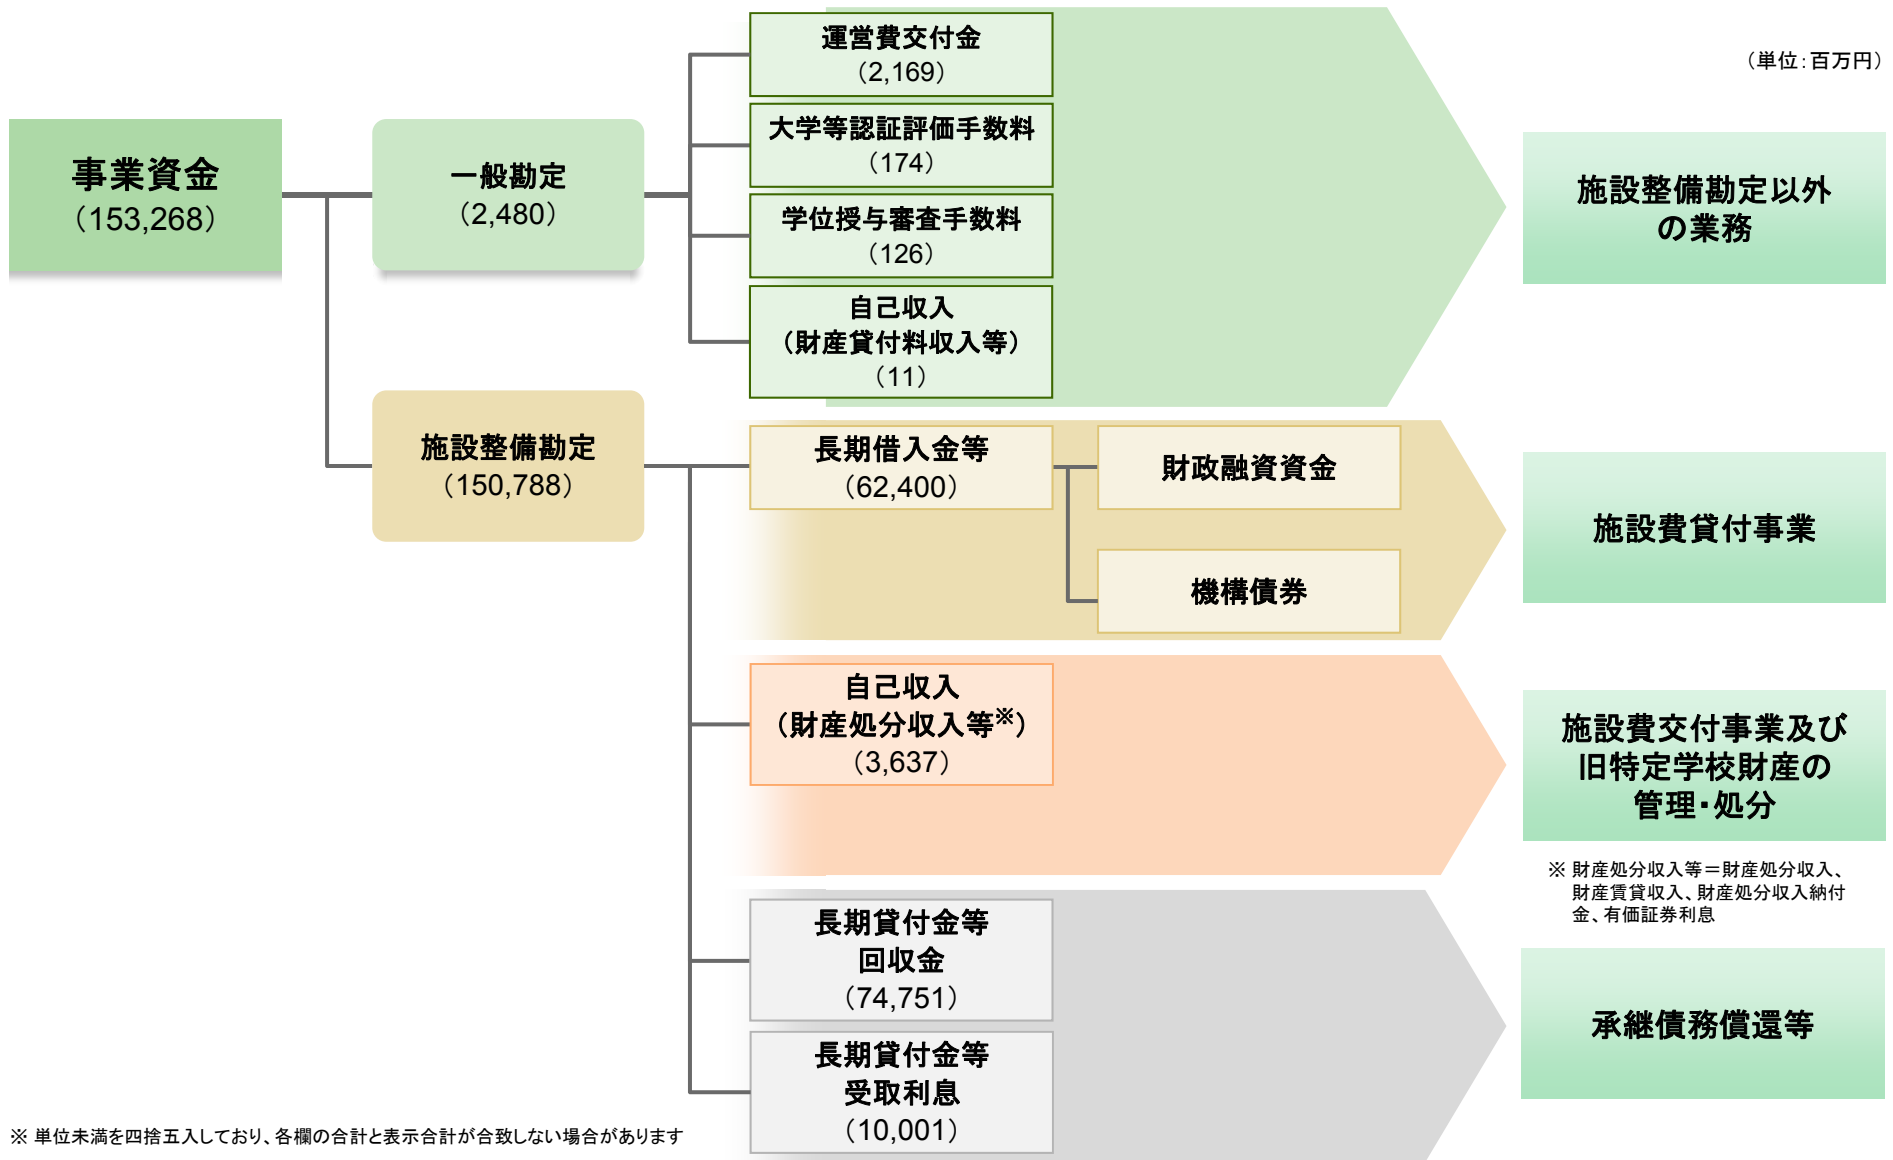 （単位：百万円）
事業資金
（153,268）
一般勘定
（2,480）
運営費交付金
（2,169）
大学等認証評価手数料
（174）
学位授与審査手数料
（126）
自己収入
（財産貸付料収入等）
（11）
施設整備勘定以外
の業務
施設整備勘定
（150,788）
長期借入金等
（62,400）
財政融資資金
機構債券
施設費貸付事業
自己収入
（財産処分収入等※）
（3,637）
施設費交付事業及び
旧特定学校財産の
管理・処分
※ 財産処分収入等＝財産処分収入、
財産賃貸収入、財産処分収入納付
金、有価証券利息
長期貸付金等
回収金
（74,751）
長期貸付金等
受取利息
（10,001）
承継債務償還等
※ 単位未満を四捨五入しており、各欄の合計と表示合計が合致しない場合があります